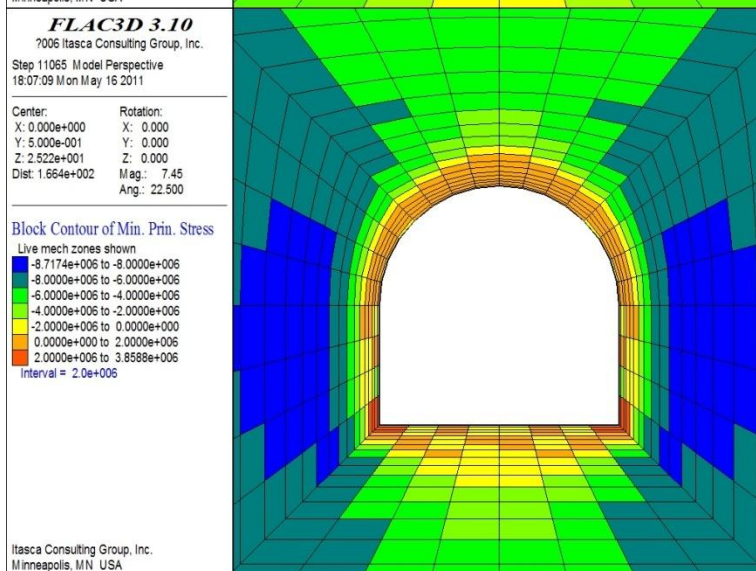 Minneapolis, MN USA
FLAC3D 3.10
?006 Itasca Consulting Group, Inc.
Step 11065 Model Perspective
18:07:09 Mon May 16 2011
Center:
X: 0.000e+000
Y: 5.000e-001
Z: 2.522e+001
Dist: 1.664e+002
Rotation:
X: 0.000
Y: 0.000
Z: 0.000
Mag.: 7.45
Ang.: 22.500
Block Contour of Min. Prin. Stress
Live mech zones shown
-8.7174e+006 to -8.0000e+006
-8.0000e+006 to -6.0000e+006
-6.0000e+006 to -4.0000e+006
-4.0000e+006 to -2.0000e+006
-2.0000e+006 to 0.0000e+000
0.0000e+000 to 2.0000e+006
2.0000e+006 to 3.8588e+006
Interval = 2.0e+006
Itasca Consulting Group, Inc.
Minneapolis, MN USA